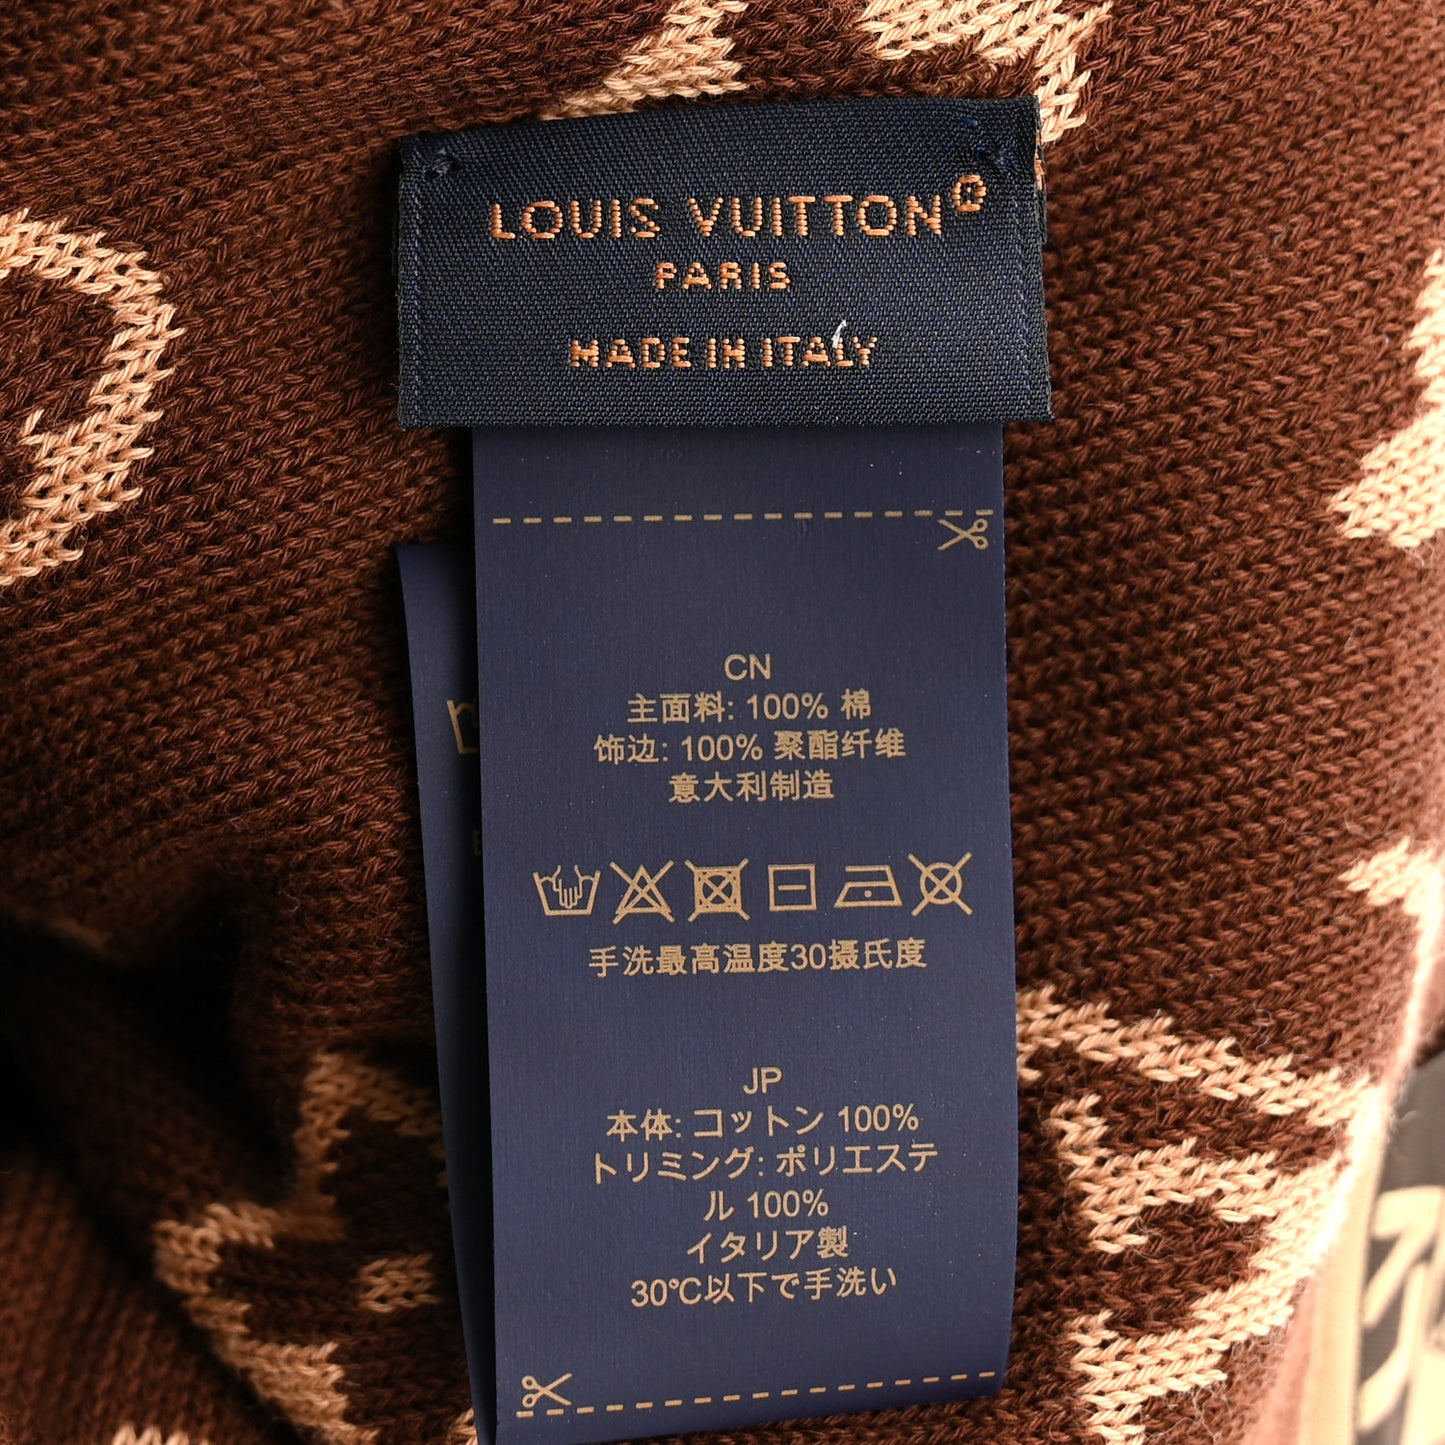 LOUIS VUITTON®
PARIS
MADE IN ITALY
CN
主面料: 100% 棉
饰边: 100% 聚酯纤维
意大利制造
手洗最高温度30摄氏度
JP
本体: コットン 100%
トリミング: ポリエステ
ル 100%
イタリア製
30℃以下で手洗い